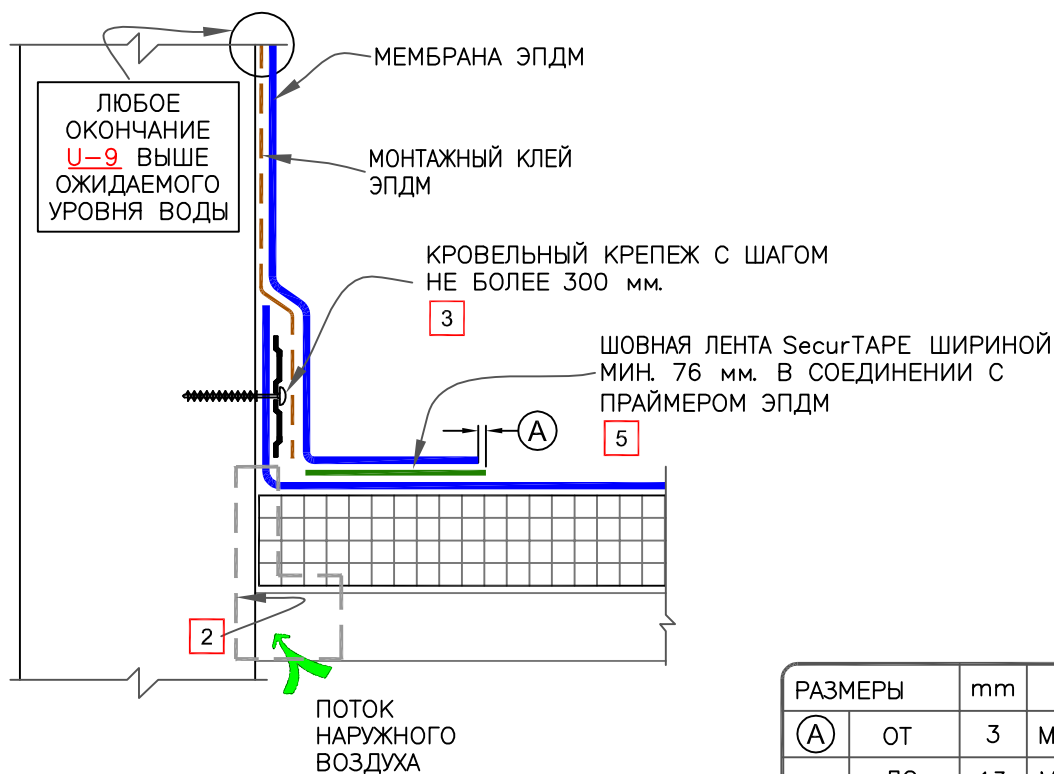 ЛЮБОЕ
ОКОНЧАНИЕ
U-9 ВЫШЕ
ОЖИДАЕМОГО
УРОВНЯ ВОДЫ
МЕМБРАНА ЭПДМ
МОНТАЖНЫЙ КЛЕЙ
ЭПДМ
КРОВЕЛЬНЫЙ КРЕПЕЖ С ШАГОМ
НЕ БОЛЕЕ 300 мм.
3
ШОВНАЯ ЛЕНТА SecurTAPE ШИРИНОЙ
МИН. 76 мм. В СОЕДИНЕНИИ С
ПРАЙМЕРОМ ЭПДМ
5
A
2
ПОТОК
НАРУЖНОГО
ВОЗДУХА
РАЗМЕРЫ mm
A ОТ 3